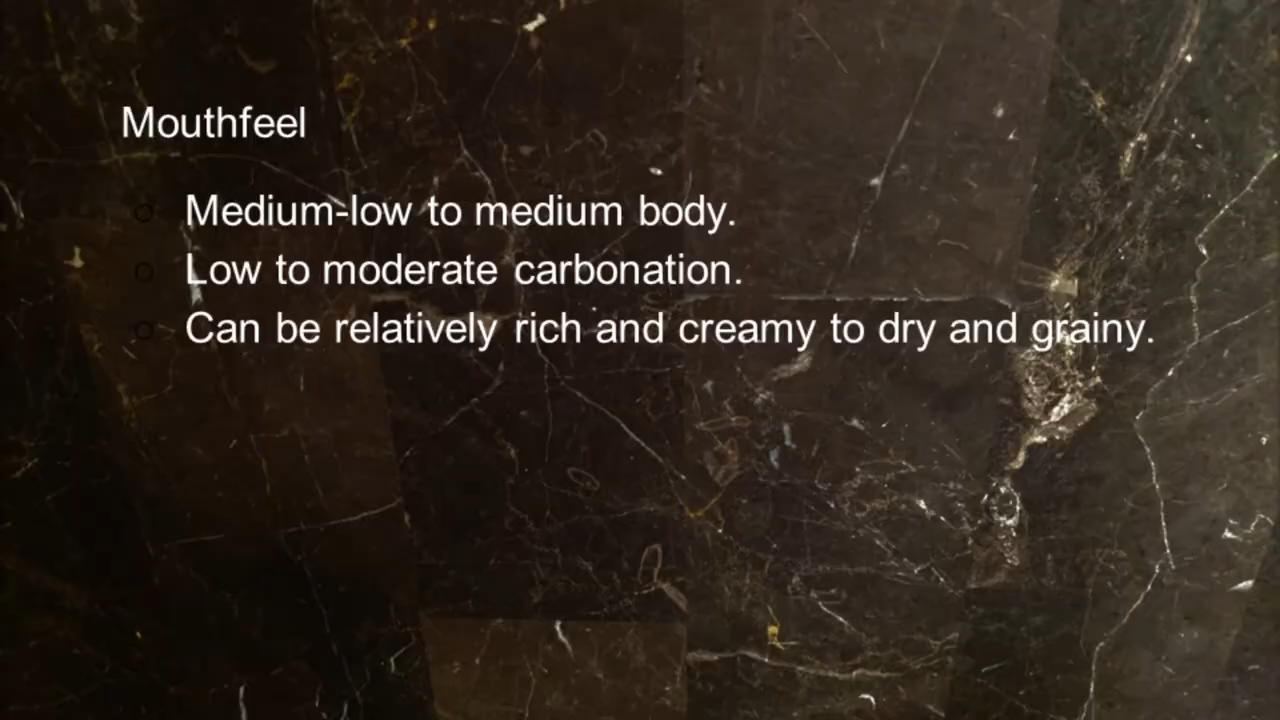 Mouthfeel
Medium-low to medium body.
Low to moderate carbonation.
Can be relatively rich and creamy to dry and grainy.